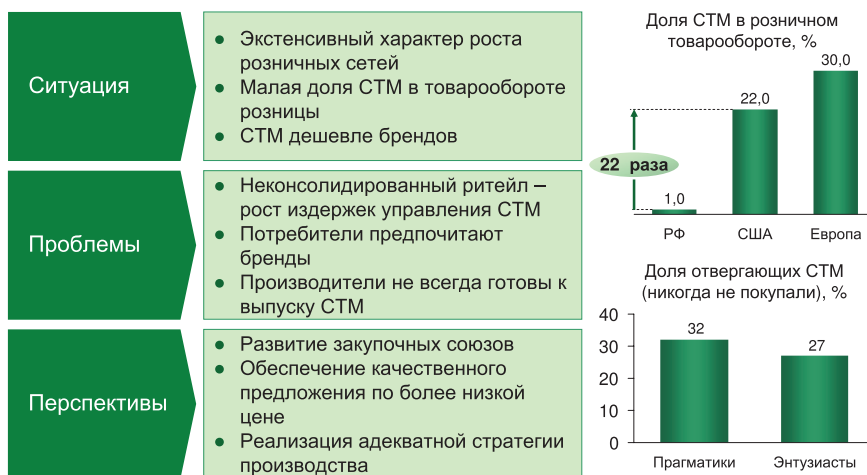 Ситуация
● Экстенсивный характер роста
розничных сетей
● Малая доля СТМ в товарообороте
розницы
● СТМ дешевле брендов
Проблемы
● Неконсолидированный ритейл –
рост издержек управления СТМ
● Потребители предпочитают
бренды
● Производители не всегда готовы к
выпуску СТМ
Перспективы
● Развитие закупочных союзов
● Обеспечение качественного
предложения по более низкой
цене
● Реализация адекватной стратегии
производства
Доля СТМ в розничном
товарообороте, %
30,0
22,0
22 раза
1,0
РФ США Европа
Доля отвергающих СТМ
(никогда не покупали), %
40
30
20
10
0
32
27
Прагматики Энтузиасты